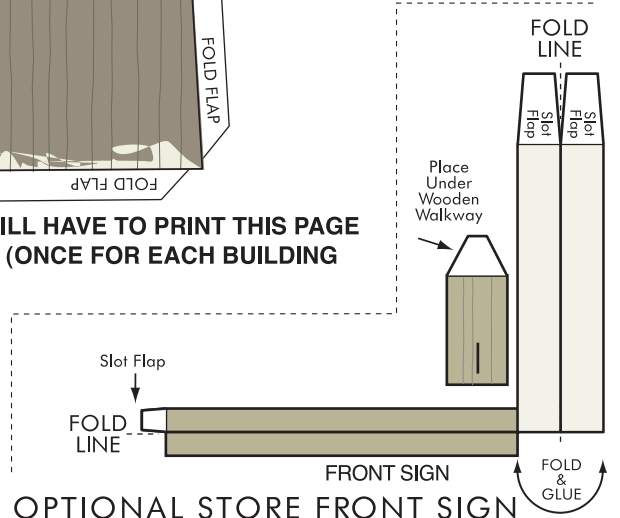 FOLD FLAP
FOLD FLAP
ILL HAVE TO PRINT THIS PAGE
(ONCE FOR EACH BUILDING
FOLD
LINE
Slot
Flap
Slot
Flap
Place
Under
Wooden
Walkway
Slot Flap
FOLD
LINE
FRONT SIGN
FOLD
&
GLUE
OPTIONAL STORE FRONT SIGN